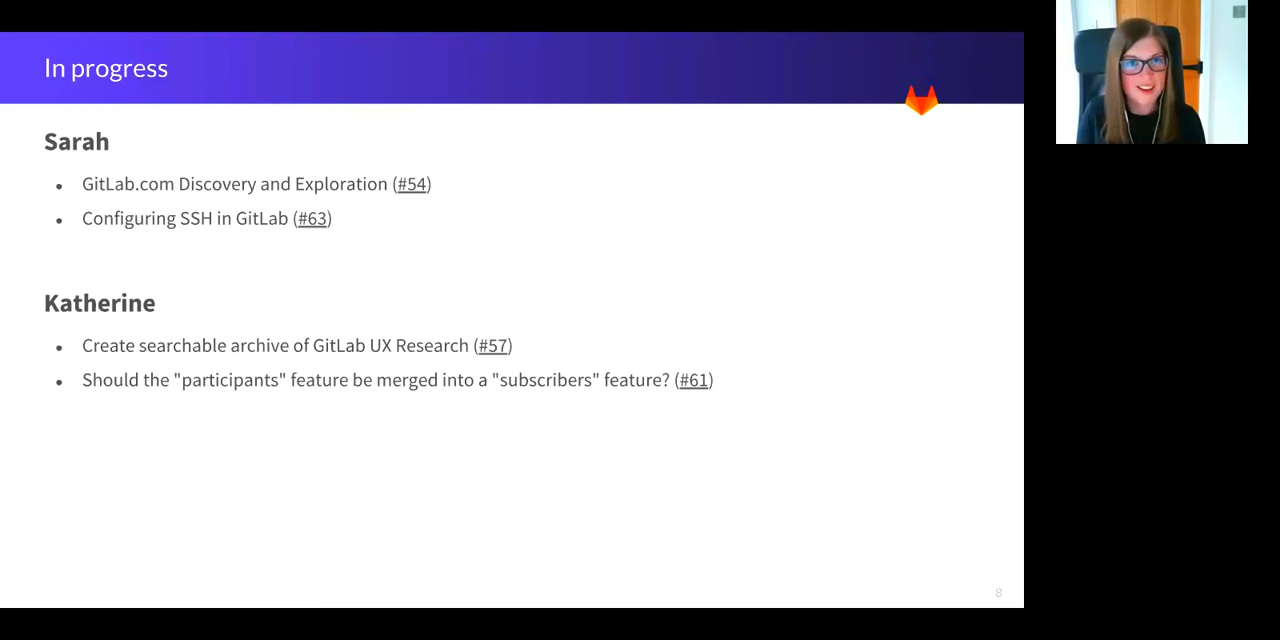 In progress
Sarah
• GitLab.com Discovery and Exploration (#54)
• Configuring SSH in GitLab (#63)
Katherine
• Create searchable archive of GitLab UX Research (#57)
• Should the "participants" feature be merged into a "subscribers" feature? (#61)
8